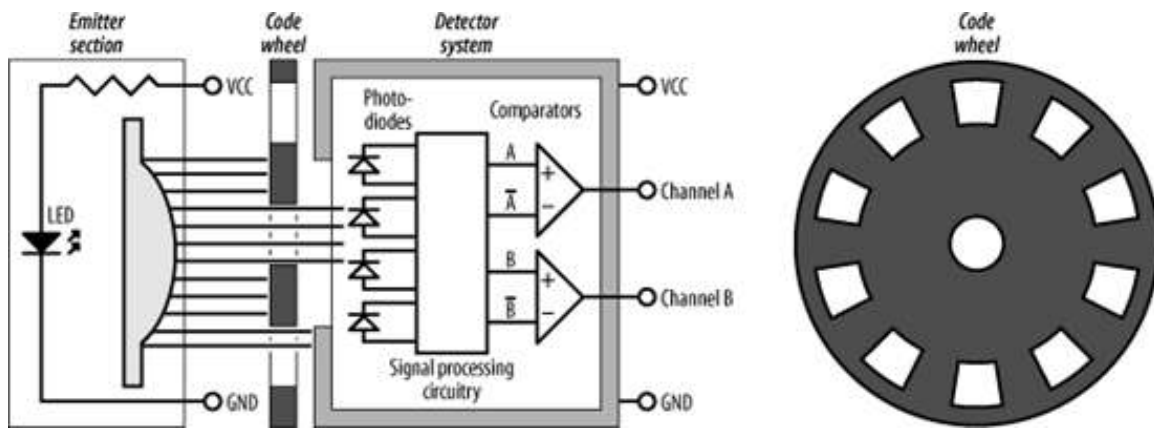 Emitter
section
Code
wheel
Detector
system
Code
wheel
VCC
LED
GND
Photo-
diodes
Comparators
A
A̅
B
B̅
Signal processing
circuitry
VCC
Channel A
Channel B
GND